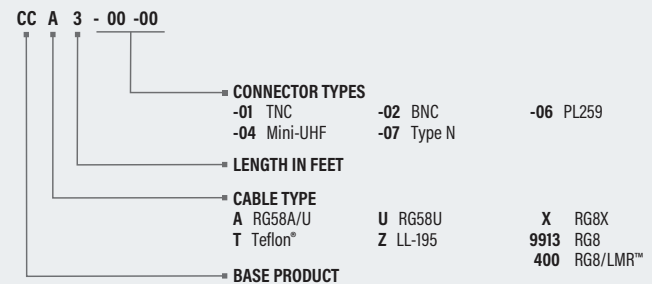 CC A 3 - 00 -00
CONNECTOR TYPES
-01 TNC -02 BNC -06 PL259
-04 Mini-UHF -07 Type N
LENGTH IN FEET
CABLE TYPE
A RG58A/U U RG58U X RG8X
T Teflon® Z LL-195 9913 RG8
400 RG8/LMR™
BASE PRODUCT